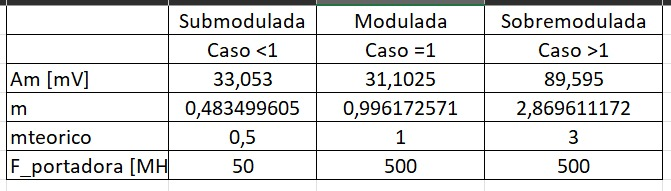 Submodulada Modulada Sobremodulada
Caso <1 Caso =1 Caso >1
Am [mV] 33,053 31,1025 89,595
m 0,483499605 0,996172571 2,869611172
mteorico 0,5 1 3
F_portadora [MH 50 500 500